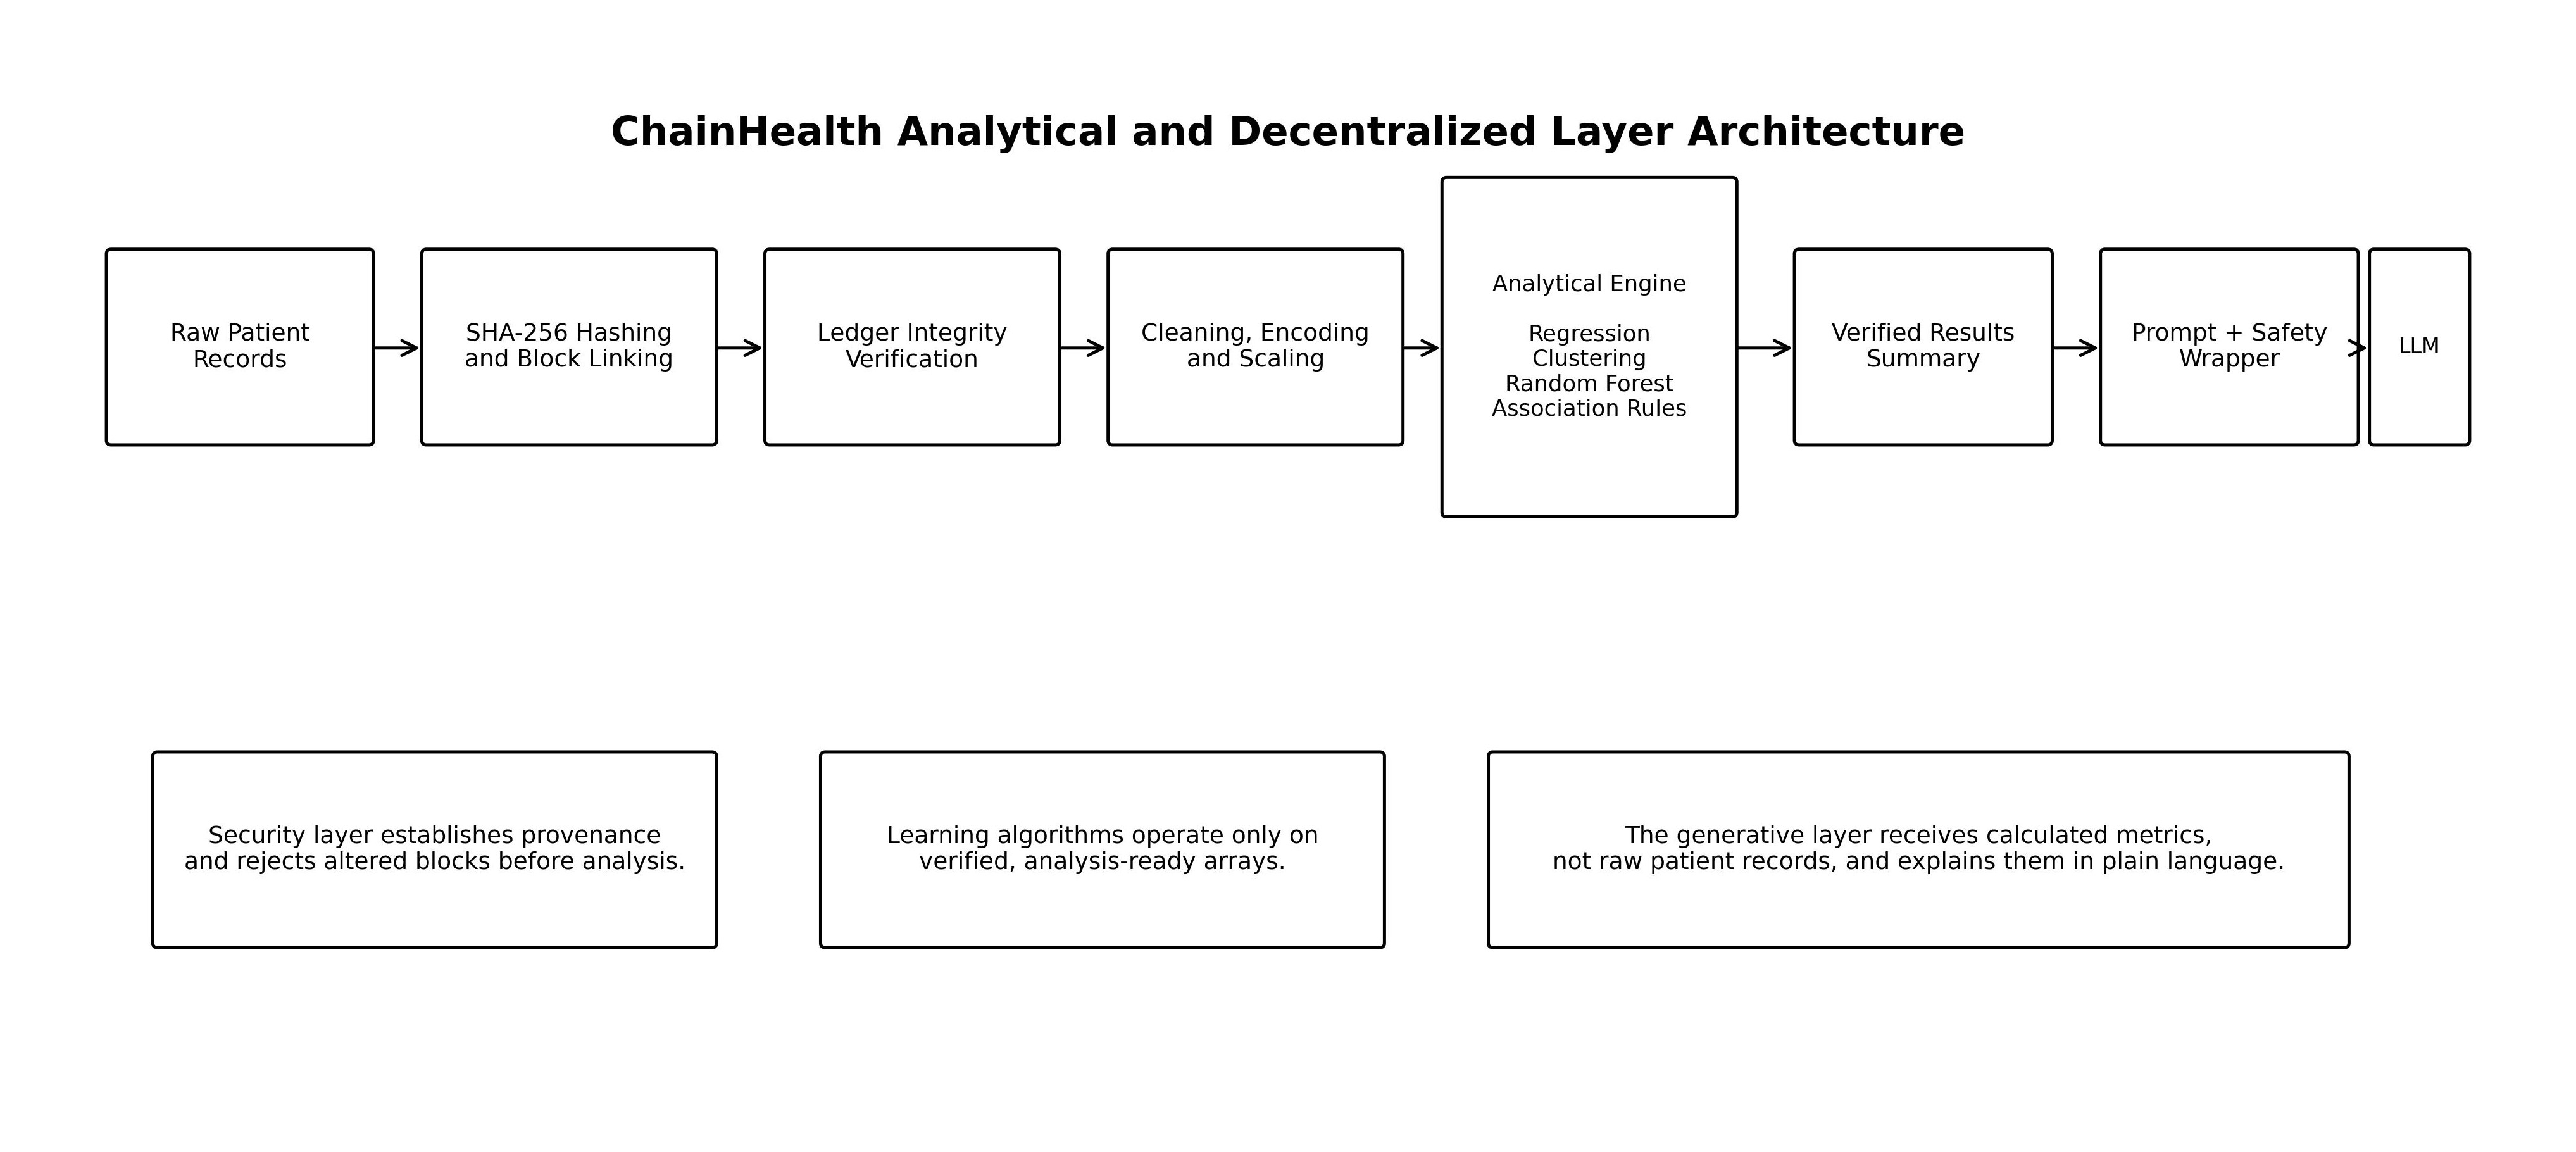 ChainHealth Analytical and Decentralized Layer Architecture
Raw Patient
Records
SHA-256 Hashing
and Block Linking
Ledger Integrity
Verification
Cleaning, Encoding
and Scaling
Analytical Engine
Regression
Clustering
Random Forest
Association Rules
Verified Results
Summary
Prompt + Safety
Wrapper
LLM
Security layer establishes provenance
and rejects altered blocks before analysis.
Learning algorithms operate only on
verified, analysis-ready arrays.
The generative layer receives calculated metrics,
not raw patient records, and explains them in plain language.